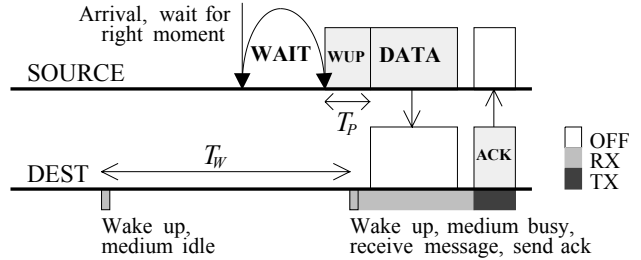 Arrival, wait for
right moment
WAIT
WUP
DATA
SOURCE
T_P
T_W
DEST
ACK
OFF
RX
TX
Wake up,
medium idle
Wake up, medium busy,
receive message, send ack